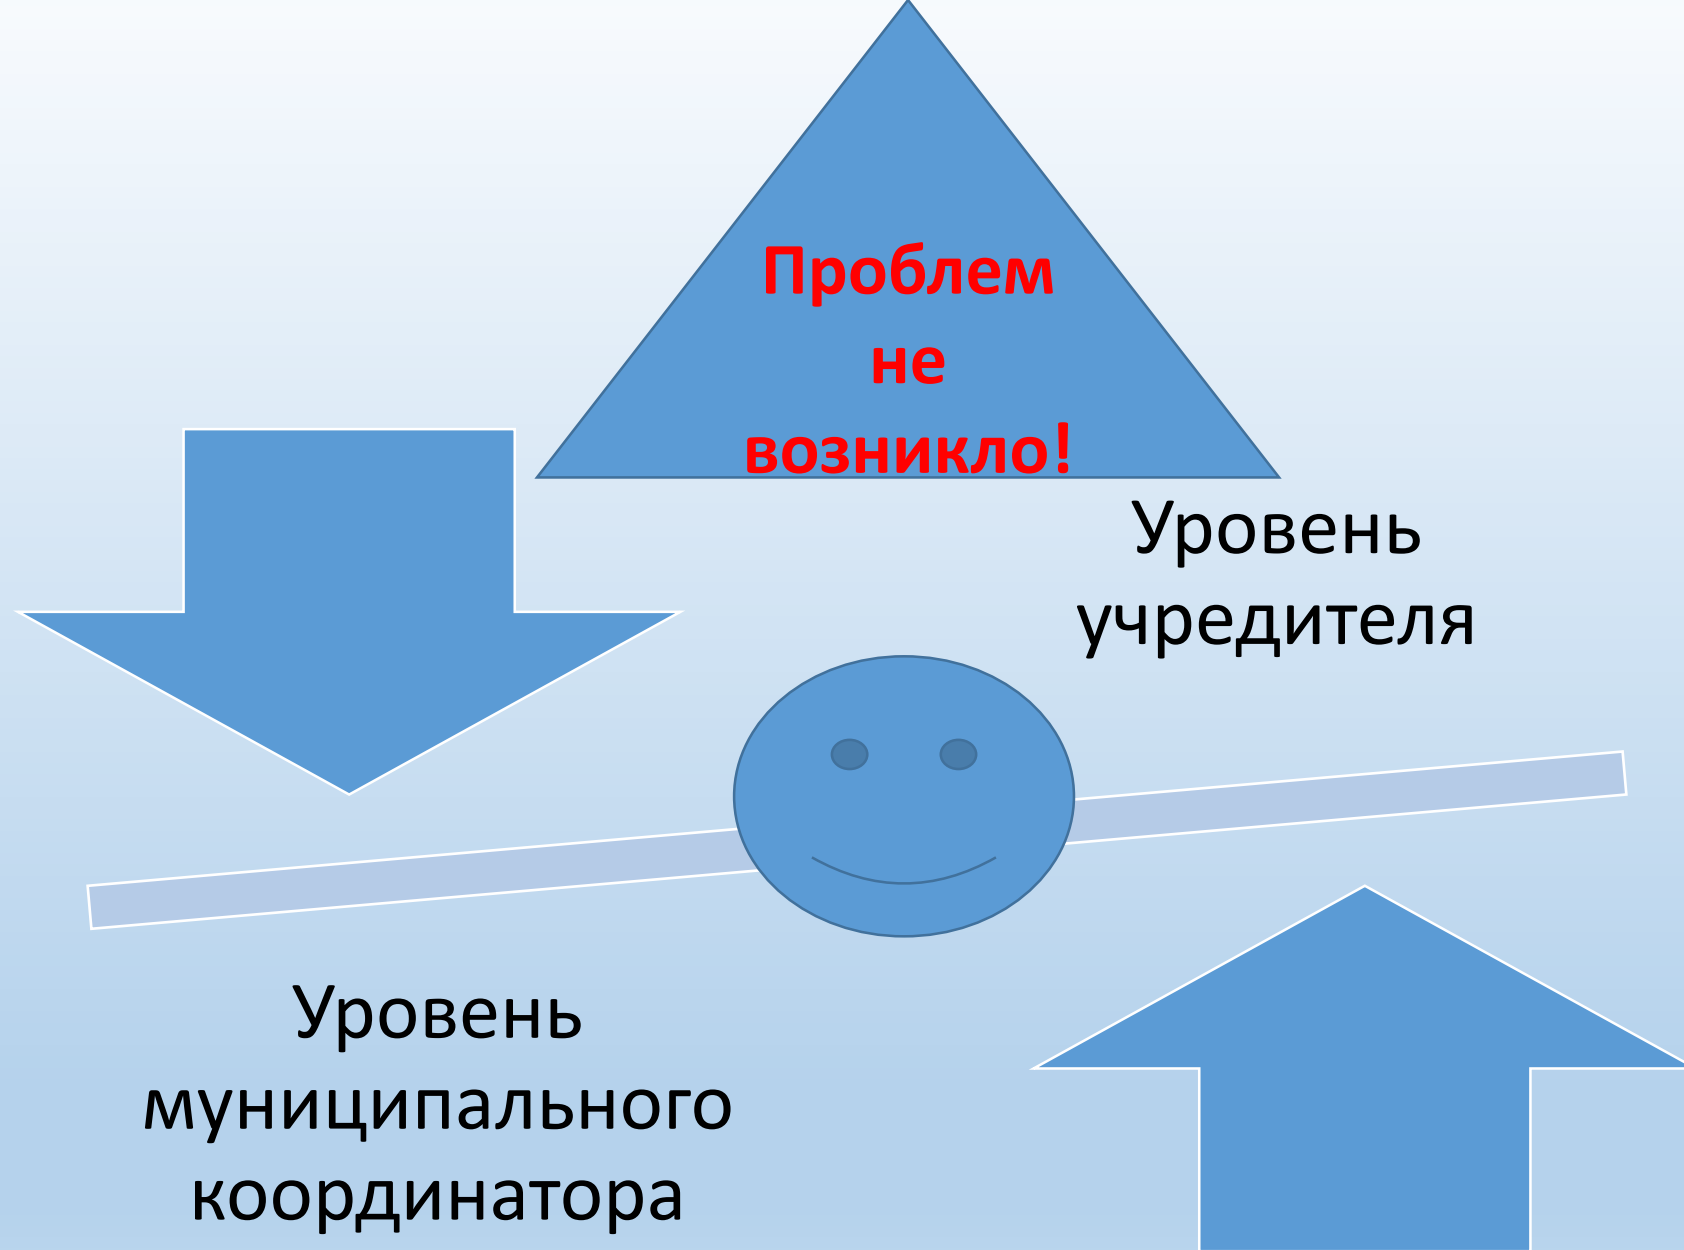 Проблем
не
возникло!
Уровень
учредителя
Уровень
муниципального
координатора